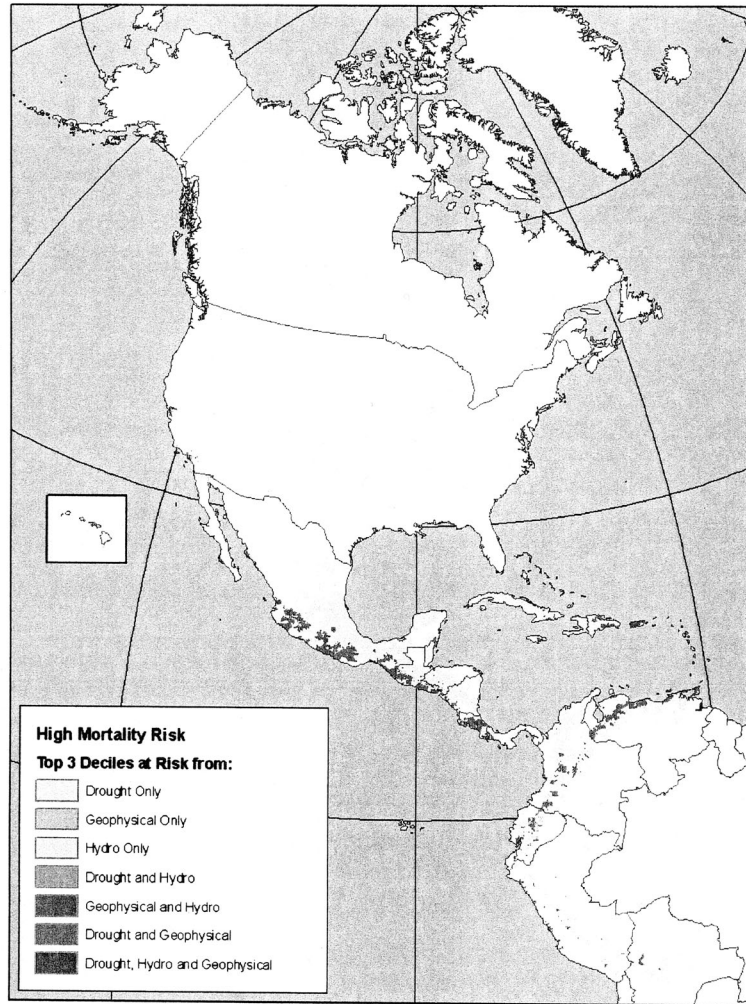 High Mortality Risk
Top 3 Deciles at Risk from:
Drought Only
Geophysical Only
Hydro Only
Drought and Hydro
Geophysical and Hydro
Drought and Geophysical
Drought, Hydro and Geophysical